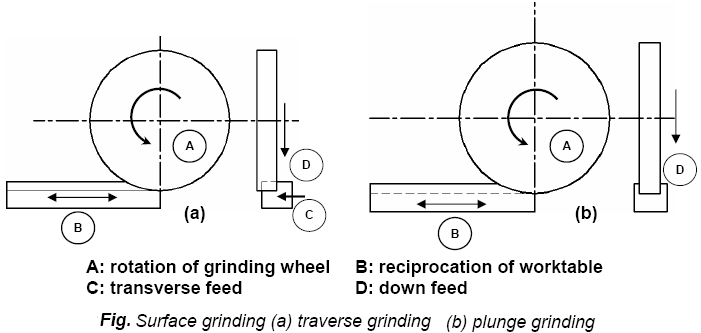 A
A
D
D
(a)
C
(b)
B
B
A: rotation of grinding wheel B: reciprocation of worktable
C: transverse feed D: down feed
Fig. Surface grinding (a) traverse grinding (b) plunge grinding